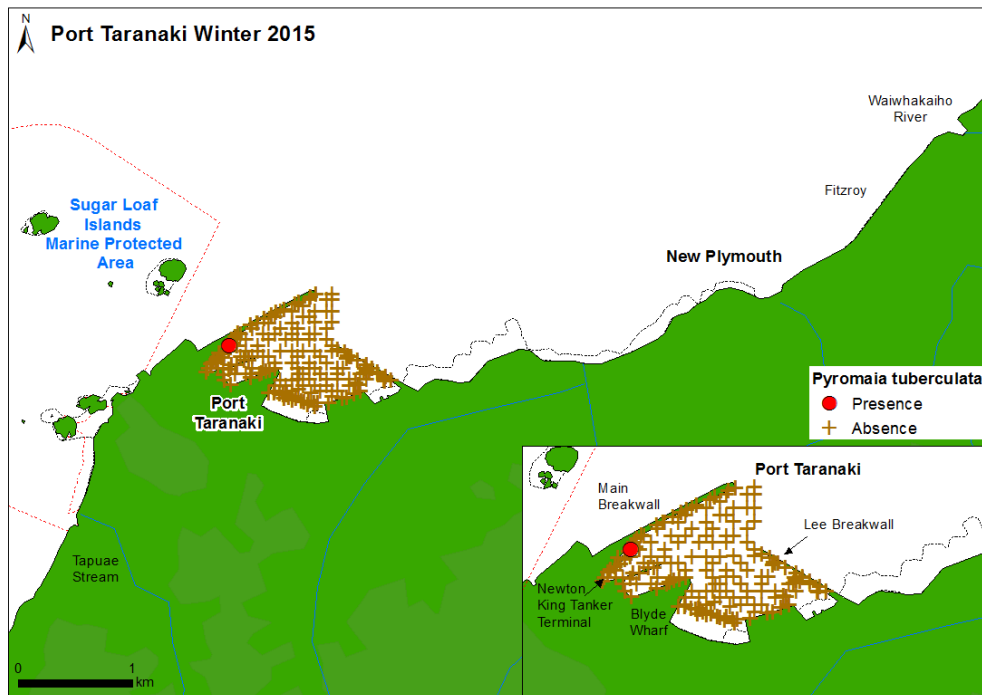 N
Port Taranaki Winter 2015
Waiwhakaiho
River
Fitzroy
Sugar Loaf
Islands
Marine Protected
Area
New Plymouth
Port
Taranaki
Pyromaia tuberculata
Presence
Absence
Tapuae
Stream
0 1
km
Port Taranaki
Main
Breakwall
Lee Breakwall
Newton
King Tanker
Terminal
Blyde
Wharf